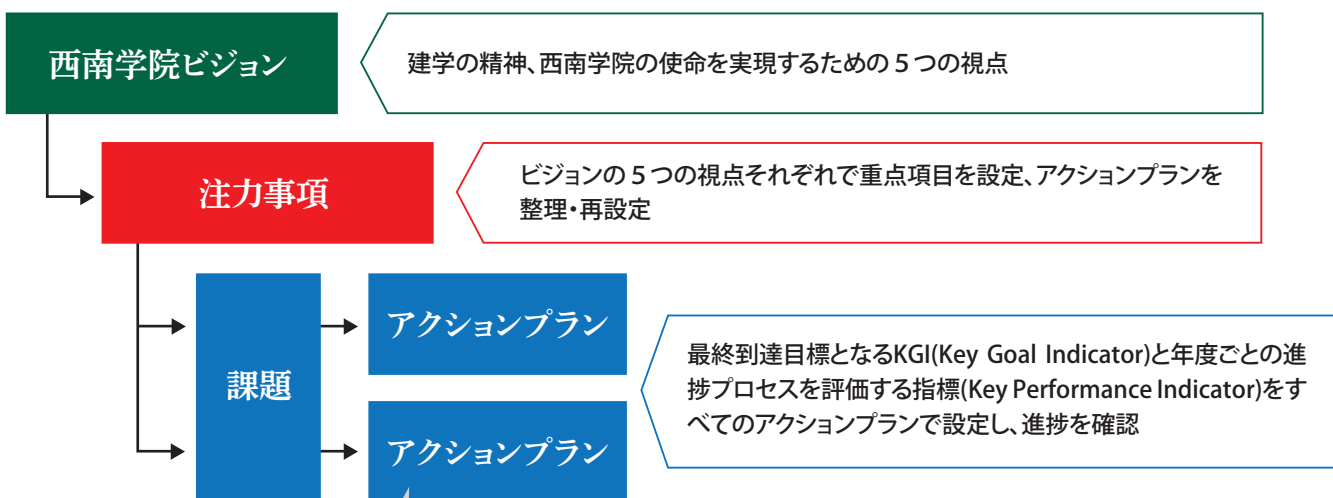 西南学院ビジョン
建学の精神、西南学院の使命を実現するための5つの視点
注力事項
ビジョンの5つの視点それぞれで重点項目を設定、アクションプランを
整理・再設定
課題
アクションプラン
アクションプラン
最終到達目標となるKGI(Key Goal Indicator)と年度ごとの進
捗プロセスを評価する指標(Key Performance Indicator)をす
べてのアクションプランで設定し、進捗を確認